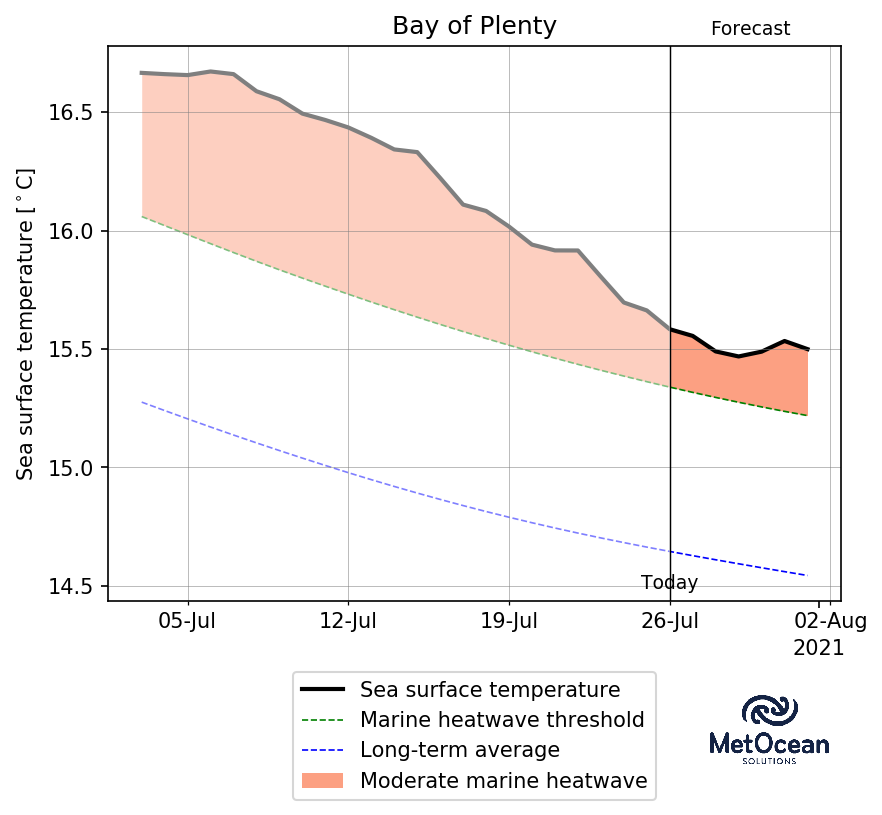 Bay of Plenty
Forecast
Sea surface temperature [°C]
16.5
16.0
15.5
15.0
14.5
Today
05-Jul
12-Jul
19-Jul
26-Jul
02-Aug
2021
Sea surface temperature
Marine heatwave threshold
Long-term average
Moderate marine heatwave
MetOcean
SOLUTIONS